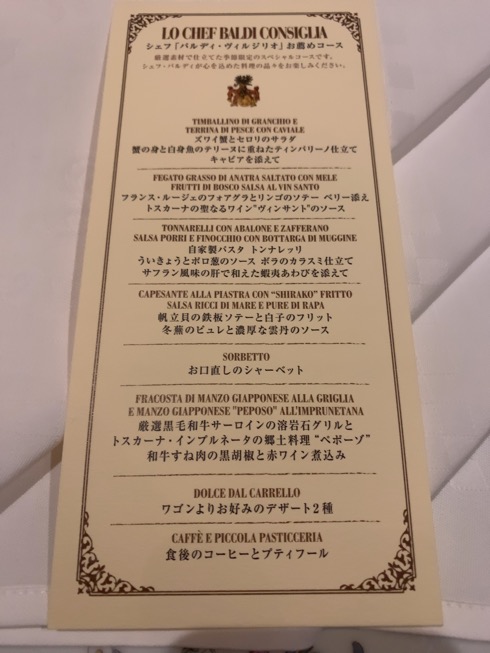 LO CHEF BALDI CONSIGLIA
シェフ「バルディ・ヴィルジリオ」お薦めコース
厳選素材で仕立てた季節限定のスペシャルコースです。
シェフ・バルディが心を込めた料理の品々をお楽しみください。
TIMBALLINO DI GRANCHIO E
TERRINA DI PESCE CON CAVIALE
ズワイ蟹とセロリのサラダ
蟹の身と白身魚のテリーヌに重ねたティンバリーノ仕立て
キャビアを添えて
FEGATO GRASSO DI ANATRA SALTATO CON MELE
FRUTTI DI BOSCO SALSA AL VIN SANTO
フランス・ルージェのフォアグラとリンゴのソテー ベリー添え
トスカーナの聖なるワイン"ヴィンサント"のソース
TONNARELLI CON ABALONE E ZAFFERANO
SALSA PORRI E FINOCCHIO CON BOTTARGA DI MUGGINE
自家製パスタ トンナレッリ
ういきょうとポロ葱のソース ボラのカラスミ仕立て
サフラン風味の肝で和えた蝦夷あわびを添えて
CAPESANTE ALLA PIASTRA CON "SHIRAKO" FRITTO
SALSA RICCI DI MARE E PURE DI RAPA
帆立貝の鉄板ソテーと白子のフリット
冬蕪のピュレと濃厚な雲丹のソース
SORBETTO
お口直しのシャーベット
FRACOSTA DI MANZO GIAPPONESE ALLA GRIGLIA
E MANZO GIAPPONESE "PEPOSO" ALL'IMPRUNETANA
厳選黒毛和牛サーロインの溶岩石グリルと
トスカーナ・インプルネータの郷土料理 "ペポーゾ"
和牛すね肉の黒胡椒と赤ワイン煮込み
DOLCE DAL CARRELLO
ワゴンよりお好みのデザート2種
CAFFÈ E PICCOLA PASTICCERIA
食後のコーヒーとプティフール